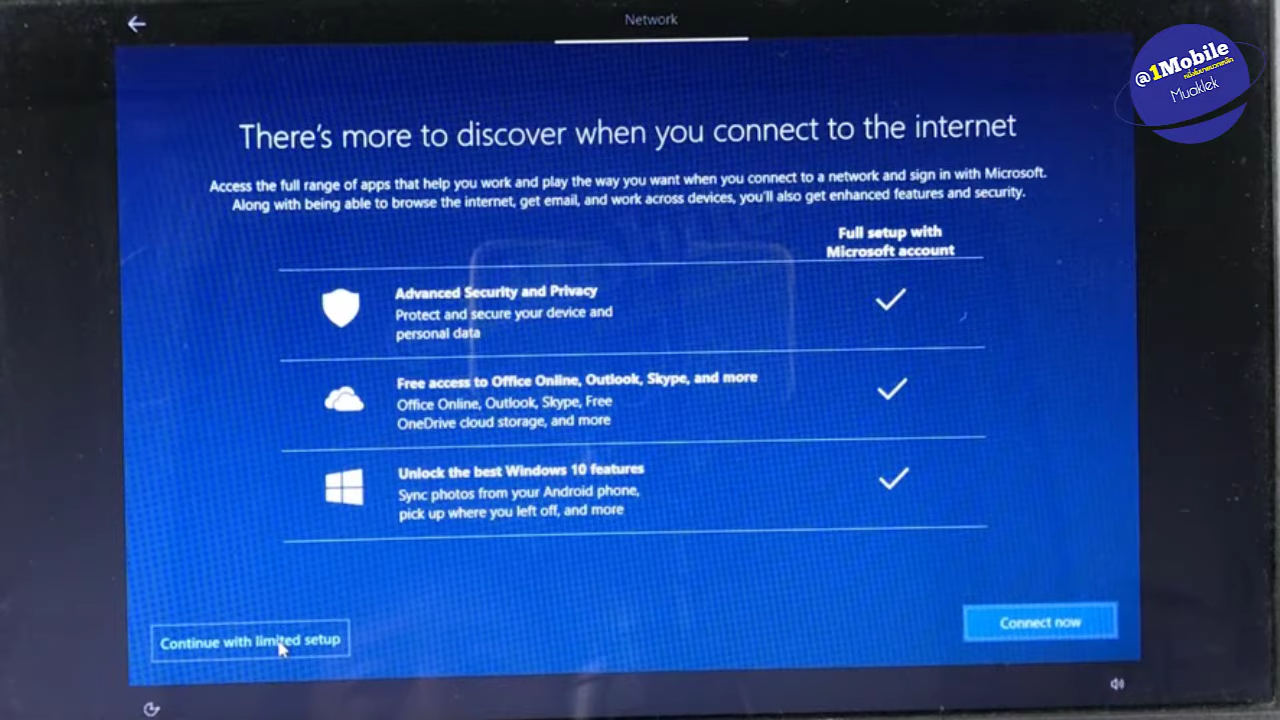 Network
@1Mobile
Muaklek
There's more to discover when you connect to the internet
Access the full range of apps that help you work and play the way you want when you connect to a network and sign in with Microsoft.
Along with being able to browse the internet, get email, and work across devices, you'll also get enhanced features and security.
Full setup with
Microsoft account
Advanced Security and Privacy
Protect and secure your device and
personal data
Free access to Office Online, Outlook, Skype, and more
Office Online, Outlook, Skype, Free
OneDrive cloud storage, and more
Unlock the best Windows 10 features
Sync photos from your Android phone,
pick up where you left off, and more
Continue with limited setup
Connect now